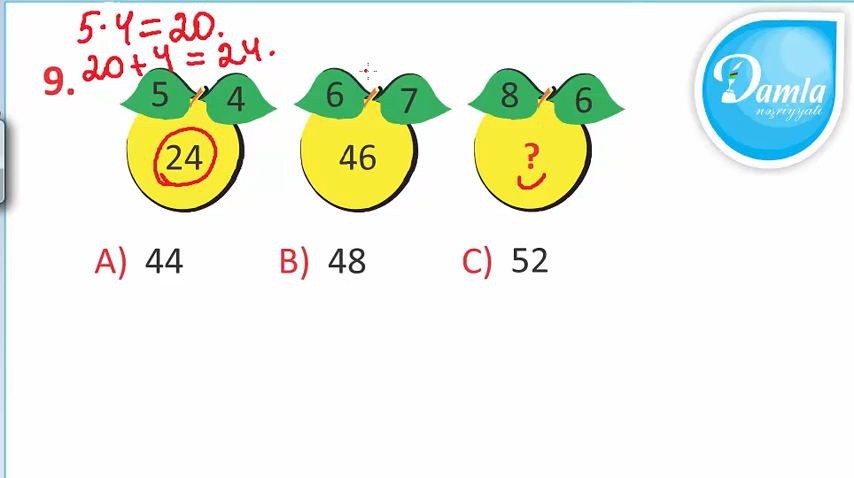 5·4=20.
20+4=24.
9.
5 4 6 7 8 6
24 46 ?
A) 44 B) 48 C) 52
Damla
nəşriyyatı